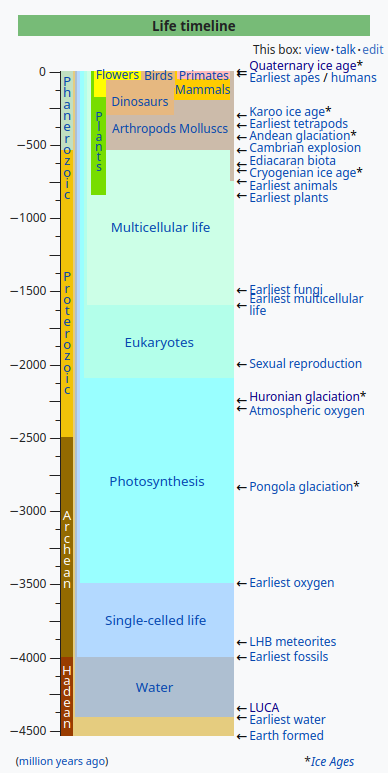 Life timeline
This box: view · talk · edit
0
−500
−1000
−1500
−2000
−2500
−3000
−3500
−4000
−4500
Phanerozoic
Proterozoic
Archean
Hadean
Flowers
Birds
Primates
Mammals
Dinosaurs
Plants
Arthropods
Molluscs
Multicellular life
Eukaryotes
Photosynthesis
Single-celled life
Water
←Quaternary ice age*
←Earliest apes / humans
←Karoo ice age*
←Earliest tetrapods
←Andean glaciation*
←Cambrian explosion
←Ediacaran biota
←Cryogenian ice age*
←Earliest animals
←Earliest plants
←Earliest fungi
←Earliest multicellular
life
←Sexual reproduction
←Huronian glaciation*
←Atmospheric oxygen
←Pongola glaciation*
←Earliest oxygen
←LHB meteorites
←Earliest fossils
←LUCA
←Earliest water
←Earth formed
(million years ago)
*Ice Ages